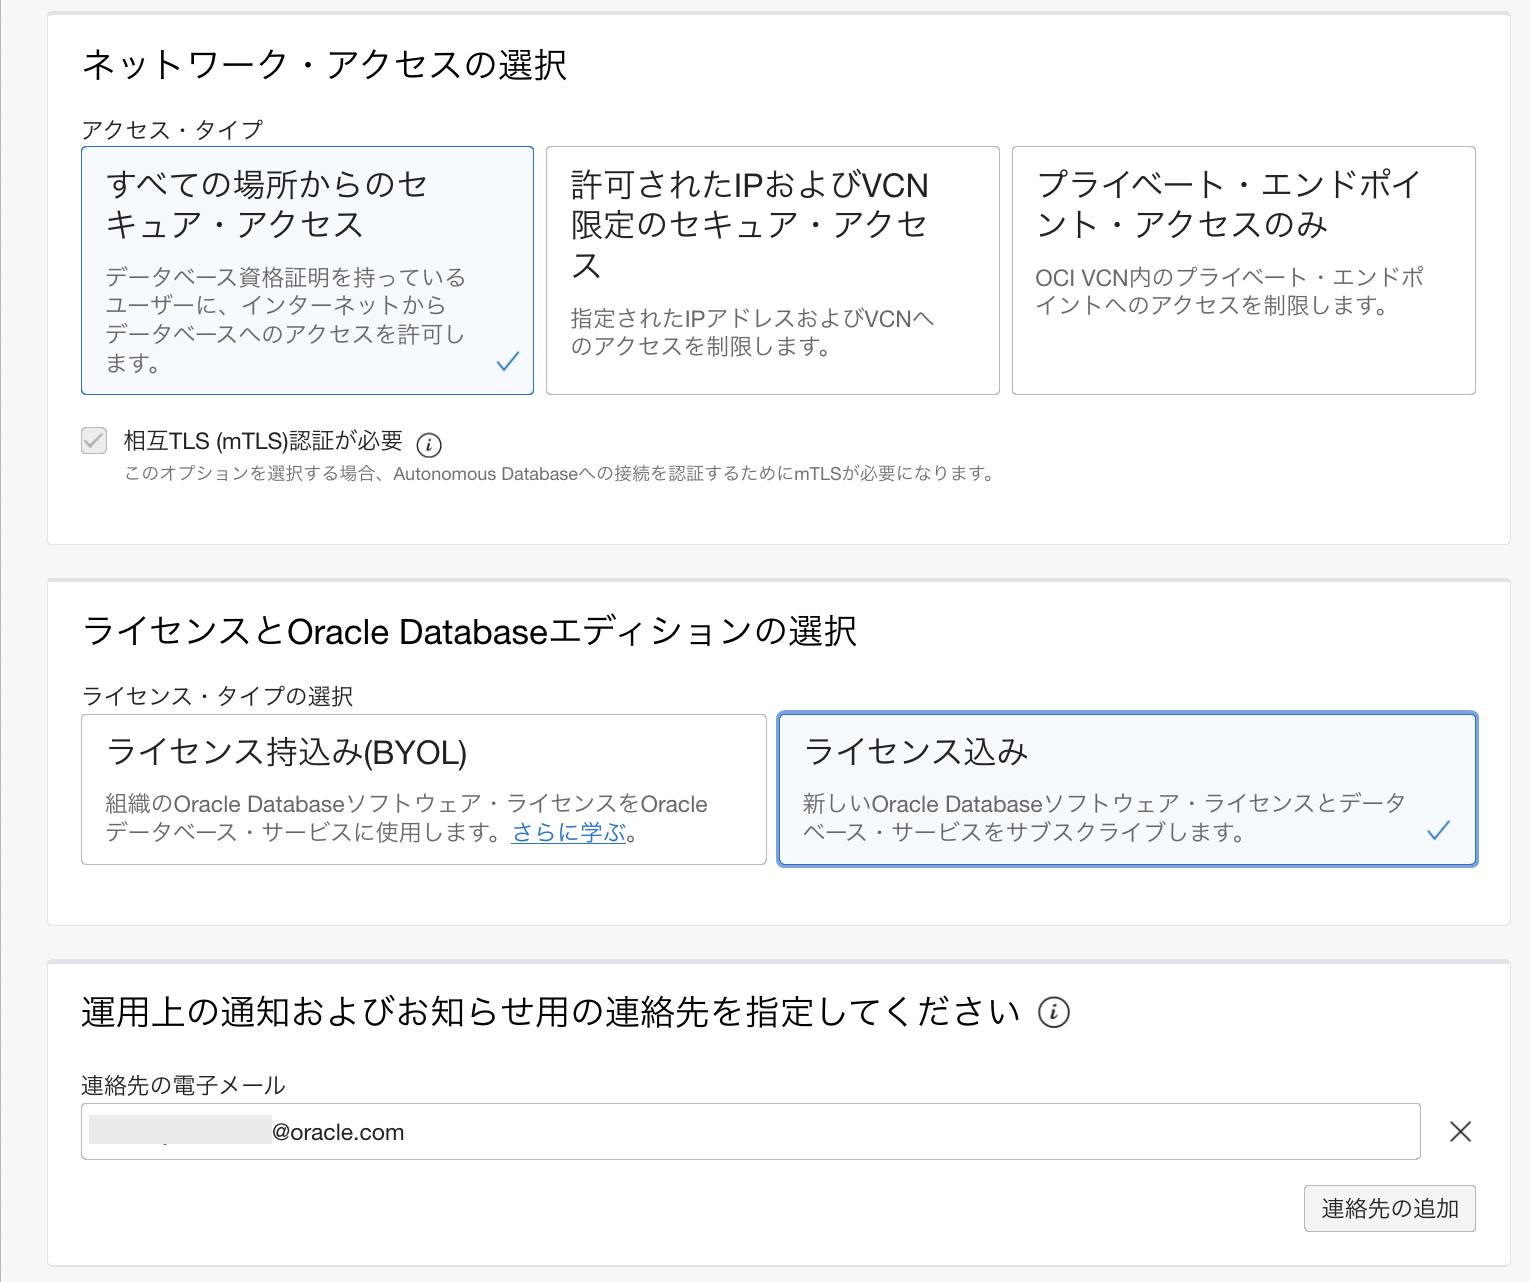 ネットワーク・アクセスの選択
アクセス・タイプ
すべての場所からのセ
キュア・アクセス
データベース資格証明を持っている
ユーザーに、インターネットから
データベースへのアクセスを許可し
ます。
許可されたIPおよびVCN
限定のセキュア・アクセ
ス
指定されたIPアドレスおよびVCNへ
のアクセスを制限します。
プライベート・エンドポイ
ント・アクセスのみ
OCI VCN内のプライベート・エンドポ
イントへのアクセスを制限します。
相互TLS (mTLS)認証が必要
このオプションを選択する場合、Autonomous Databaseへの接続を認証するためにmTLSが必要になります。
ライセンスとOracle Databaseエディションの選択
ライセンス・タイプの選択
ライセンス持込み(BYOL)
組織のOracle Databaseソフトウェア・ライセンスをOracle
データベース・サービスに使用します。さらに学ぶ。
ライセンス込み
新しいOracle Databaseソフトウェア・ライセンスとデータ
ベース・サービスをサブスクライブします。
運用上の通知およびお知らせ用の連絡先を指定してください
連絡先の電子メール
@oracle.com
連絡先の追加